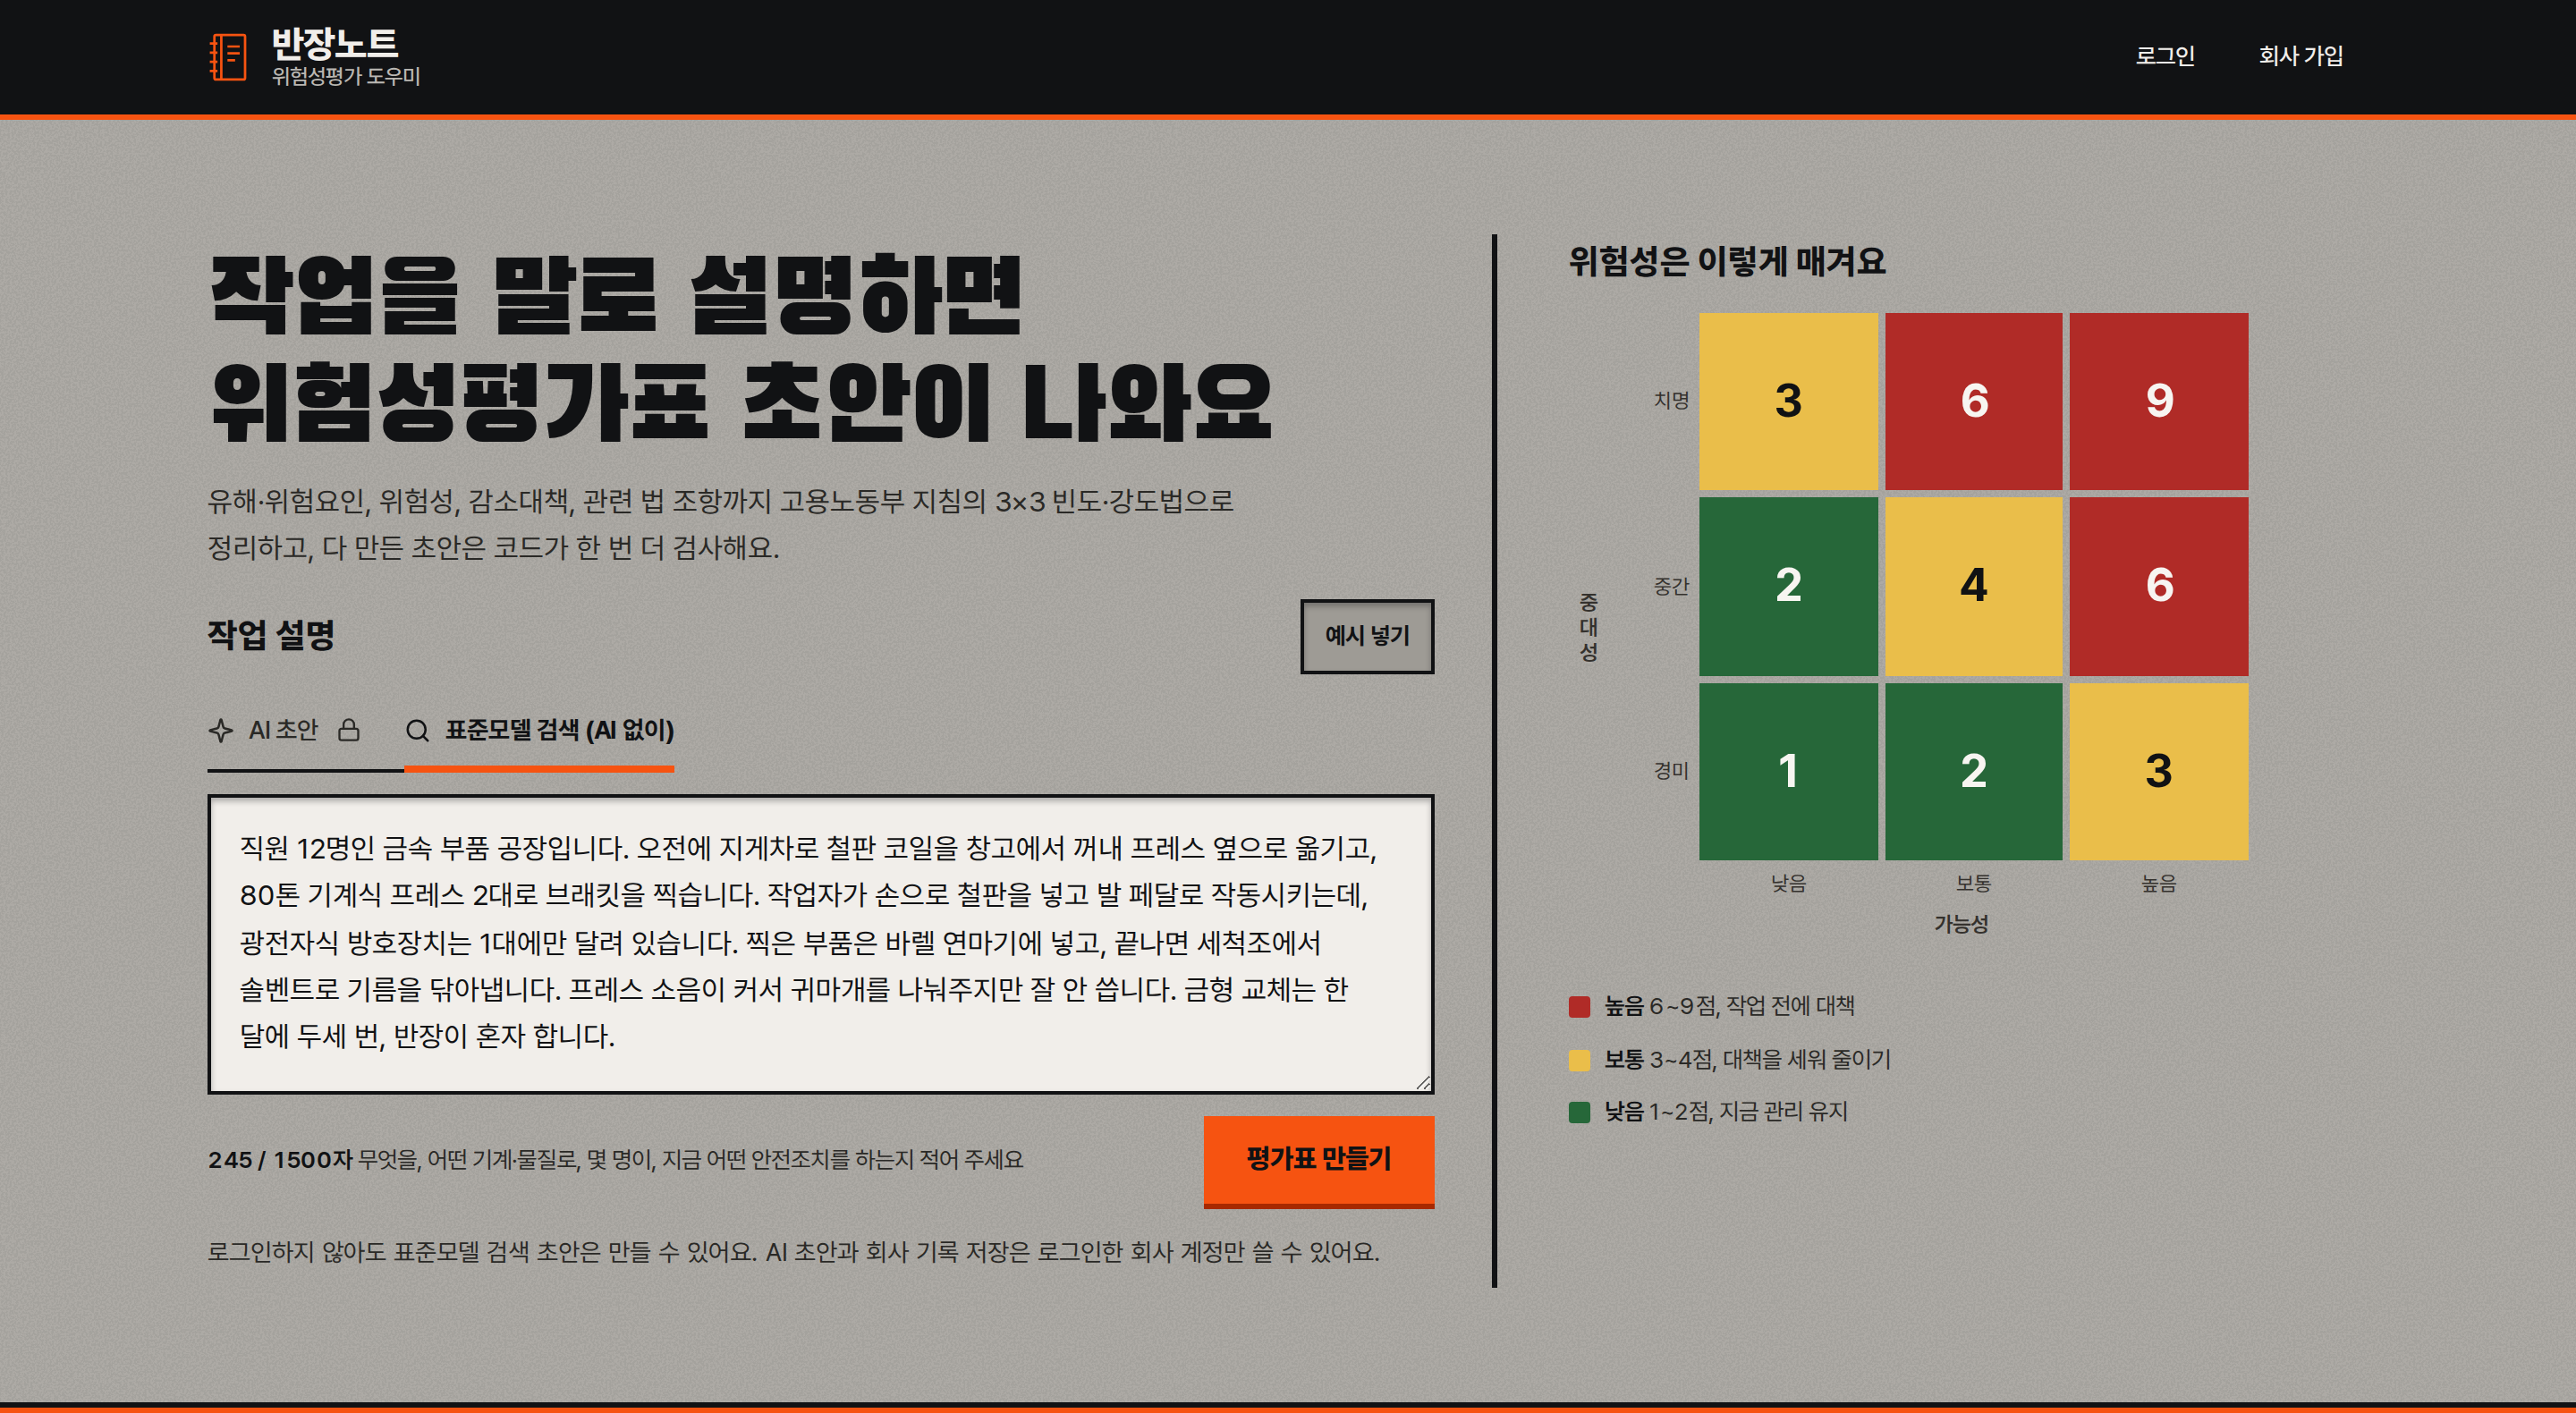 반장노트
위험성평가 도우미
로그인
회사 가입
작업을 말로 설명하면
위험성평가표 초안이 나와요
유해·위험요인, 위험성, 감소대책, 관련 법 조항까지 고용노동부 지침의 3×3 빈도·강도법으로
정리하고, 다 만든 초안은 코드가 한 번 더 검사해요.
작업 설명
예시 넣기
AI 초안
표준모델 검색 (AI 없이)
직원 12명인 금속 부품 공장입니다. 오전에 지게차로 철판 코일을 창고에서 꺼내 프레스 옆으로 옮기고,
80톤 기계식 프레스 2대로 브래킷을 찍습니다. 작업자가 손으로 철판을 넣고 발 페달로 작동시키는데,
광전자식 방호장치는 1대에만 달려 있습니다. 찍은 부품은 바렐 연마기에 넣고, 끝나면 세척조에서
솔벤트로 기름을 닦아냅니다. 프레스 소음이 커서 귀마개를 나눠주지만 잘 안 씁니다. 금형 교체는 한
달에 두세 번, 반장이 혼자 합니다.
245 / 1500자 무엇을, 어떤 기계·물질로, 몇 명이, 지금 어떤 안전조치를 하는지 적어 주세요
평가표 만들기
로그인하지 않아도 표준모델 검색 초안은 만들 수 있어요. AI 초안과 회사 기록 저장은 로그인한 회사 계정만 쓸 수 있어요.
위험성은 이렇게 매겨요
중대성
치명 3 6 9
중간 2 4 6
경미 1 2 3
낮음 보통 높음
가능성
높음 6~9점, 작업 전에 대책
보통 3~4점, 대책을 세워 줄이기
낮음 1~2점, 지금 관리 유지